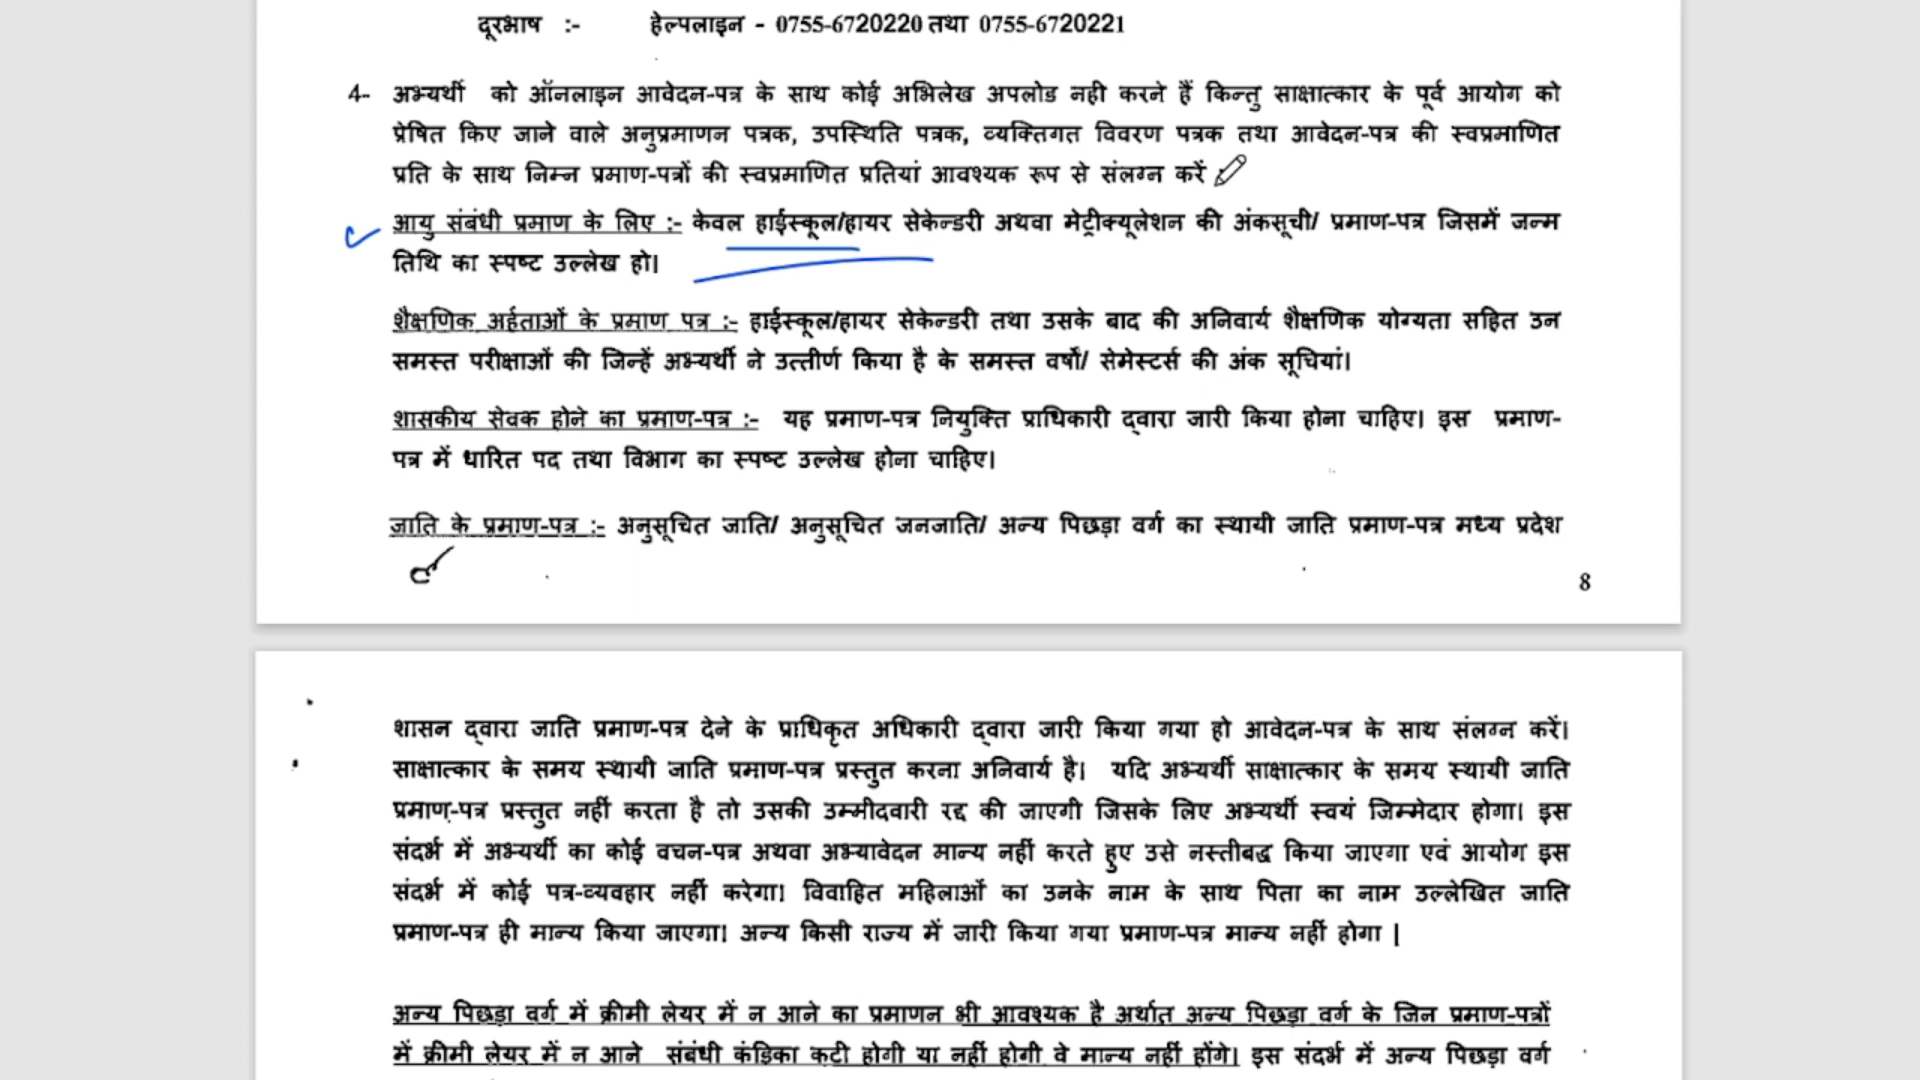 दूरभाष :- हेल्पलाइन - 0755-6720220 तथा 0755-6720221
4- अभ्यर्थी को ऑनलाइन आवेदन-पत्र के साथ कोई अभिलेख अपलोड नही करने हैं किन्तु साक्षात्कार के पूर्व आयोग को
प्रेषित किए जाने वाले अनुप्रमाणन पत्रक, उपस्थिति पत्रक, व्यक्तिगत विवरण पत्रक तथा आवेदन-पत्र की स्वप्रमाणित
प्रति के साथ निम्न प्रमाण-पत्रों की स्वप्रमाणित प्रतियां आवश्यक रूप से संलग्न करें
आयु संबंधी प्रमाण के लिए :- केवल हाईस्कूल/हायर सेकेन्डरी अथवा मेट्रीक्यूलेशन की अंकसूची/ प्रमाण-पत्र जिसमें जन्म
तिथि का स्पष्ट उल्लेख हो।
शैक्षणिक अर्हताओं के प्रमाण पत्र :- हाईस्कूल/हायर सेकेन्डरी तथा उसके बाद की अनिवार्य शैक्षणिक योग्यता सहित उन
समस्त परीक्षाओं की जिन्हें अभ्यर्थी ने उत्तीर्ण किया है के समस्त वर्षों/ सेमेस्टर्स की अंक सूचियां।
शासकीय सेवक होने का प्रमाण-पत्र :- यह प्रमाण-पत्र नियुक्ति प्राधिकारी द्वारा जारी किया होना चाहिए। इस प्रमाण-
पत्र में धारित पद तथा विभाग का स्पष्ट उल्लेख होना चाहिए।
जाति के प्रमाण-पत्र :- अनुसूचित जाति/ अनुसूचित जनजाति/ अन्य पिछड़ा वर्ग का स्थायी जाति प्रमाण-पत्र मध्य प्रदेश
8
शासन द्वारा जाति प्रमाण-पत्र देने के प्राधिकृत अधिकारी द्वारा जारी किया गया हो आवेदन-पत्र के साथ संलग्न करें।
साक्षात्कार के समय स्थायी जाति प्रमाण-पत्र प्रस्तुत करना अनिवार्य है। यदि अभ्यर्थी साक्षात्कार के समय स्थायी जाति
प्रमाण-पत्र प्रस्तुत नहीं करता है तो उसकी उम्मीदवारी रद्द की जाएगी जिसके लिए अभ्यर्थी स्वयं जिम्मेदार होगा। इस
संदर्भ में अभ्यर्थी का कोई वचन-पत्र अथवा अभ्यावेदन मान्य नहीं करते हुए उसे नस्तीबद्ध किया जाएगा एवं आयोग इस
संदर्भ में कोई पत्र-व्यवहार नहीं करेगा। विवाहित महिलाओं का उनके नाम के साथ पिता का नाम उल्लेखित जाति
प्रमाण-पत्र ही मान्य किया जाएगा। अन्य किसी राज्य में जारी किया गया प्रमाण-पत्र मान्य नहीं होगा |
अन्य पिछड़ा वर्ग में क्रीमी लेयर में न आने का प्रमाणन भी आवश्यक है अर्थात अन्य पिछड़ा वर्ग के जिन प्रमाण-पत्रों
में क्रीमी लेयर में न आने संबंधी कंडिका कटी होगी या नहीं होगी वे मान्य नहीं होंगे। इस संदर्भ में अन्य पिछड़ा वर्ग